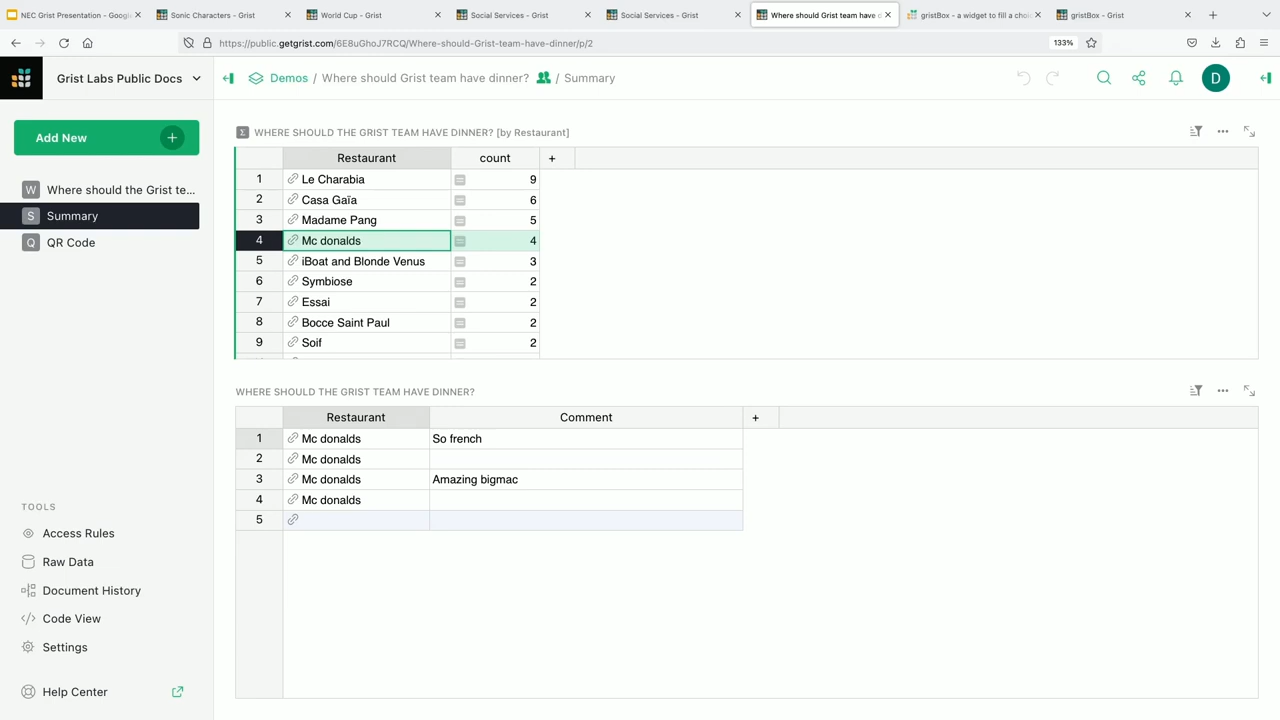 NEC Grist Presentation - Googl
Sonic Characters - Grist
World Cup - Grist
Social Services - Grist
Social Services - Grist
Where should Grist team have d
gristBox - a widget to fill a choi
gristBox - Grist
https://public.getgrist.com/6E8uGhoJ7RCQ/Where-should-Grist-team-have-dinner/p/2
133%
Grist Labs Public Docs
Demos / Where should Grist team have dinner? / Summary
D
Add New +
W Where should the Grist te...
S Summary
Q QR Code
WHERE SHOULD THE GRIST TEAM HAVE DINNER? [by Restaurant]
Restaurant count +
1 Le Charabia 9
2 Casa Gaïa 6
3 Madame Pang 5
4 Mc donalds 4
5 iBoat and Blonde Venus 3
6 Symbiose 2
7 Essai 2
8 Bocce Saint Paul 2
9 Soif 2
WHERE SHOULD THE GRIST TEAM HAVE DINNER?
Restaurant Comment +
1 Mc donalds So french
2 Mc donalds
3 Mc donalds Amazing bigmac
4 Mc donalds
5
TOOLS
Access Rules
Raw Data
Document History
Code View
Settings
Help Center